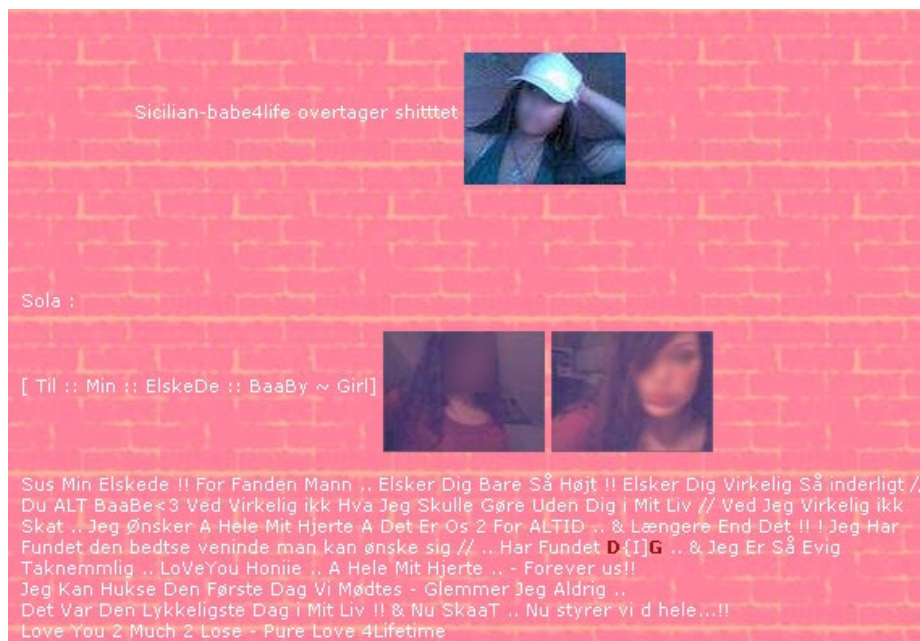 Sicilian-babe4life overtager shitttet
Sola :
[ Til :: Min :: ElskeDe :: BaaBy ~ Girl]
Sus Min Elskede !! For Fanden Mann .. Elsker Dig Bare Så Højt !! Elsker Dig Virkelig Så inderligt //
Du ALT BaaBe<3 Ved Virkelig ikk Hva Jeg Skulle Gøre Uden Dig i Mit Liv // Ved Jeg Virkelig ikk
Skat .. Jeg Ønsker A Hele Mit Hjerte A Det Er Os 2 For ALTID .. & Længere End Det !! ! Jeg Har
Fundet den bedtse veninde man kan ønske sig // .. Har Fundet D{I}G .. & Jeg Er Så Evig
Taknemmlig .. LoVeYou Honiie .. A Hele Mit Hjerte .. - Forever us!!
Jeg Kan Hukse Den Første Dag Vi Mødtes - Glemmer Jeg Aldrig ..
Det Var Den Lykkeligste Dag i Mit Liv !! & Nu SkaaT .. Nu styrer vi d hele...!!
Love You 2 Much 2 Lose - Pure Love 4Lifetime